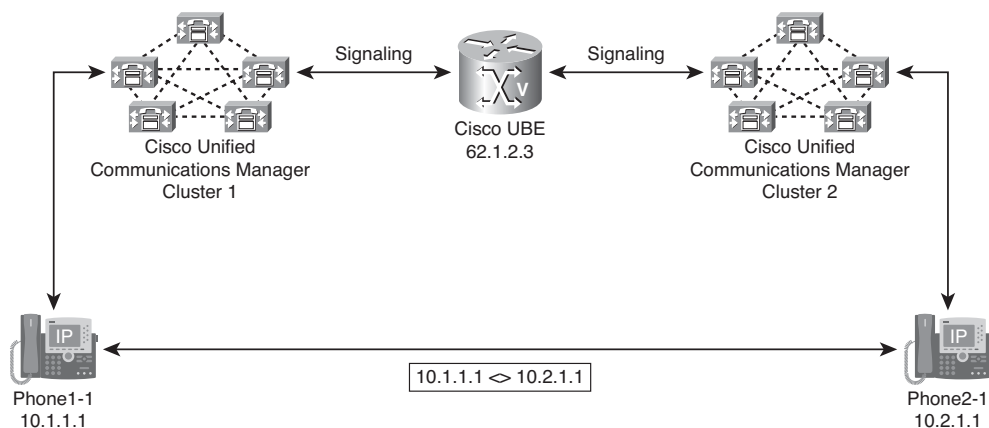 Signaling
Signaling
V
Cisco Unified
Communications Manager
Cluster 1
Cisco UBE
62.1.2.3
Cisco Unified
Communications Manager
Cluster 2
IP
IP
10.1.1.1 <> 10.2.1.1
Phone1-1
10.1.1.1
Phone2-1
10.2.1.1